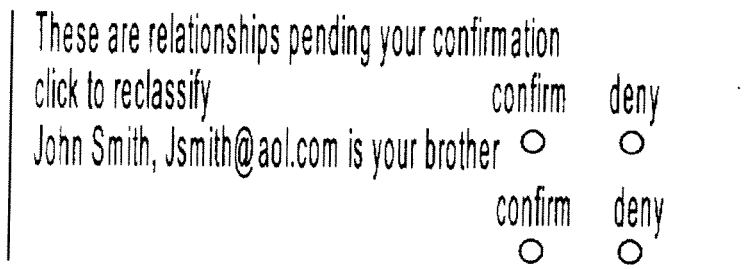 These are relationships pending your confirmation
click to reclassify confirm deny
John Smith, Jsmith@aol.com is your brother
confirm deny